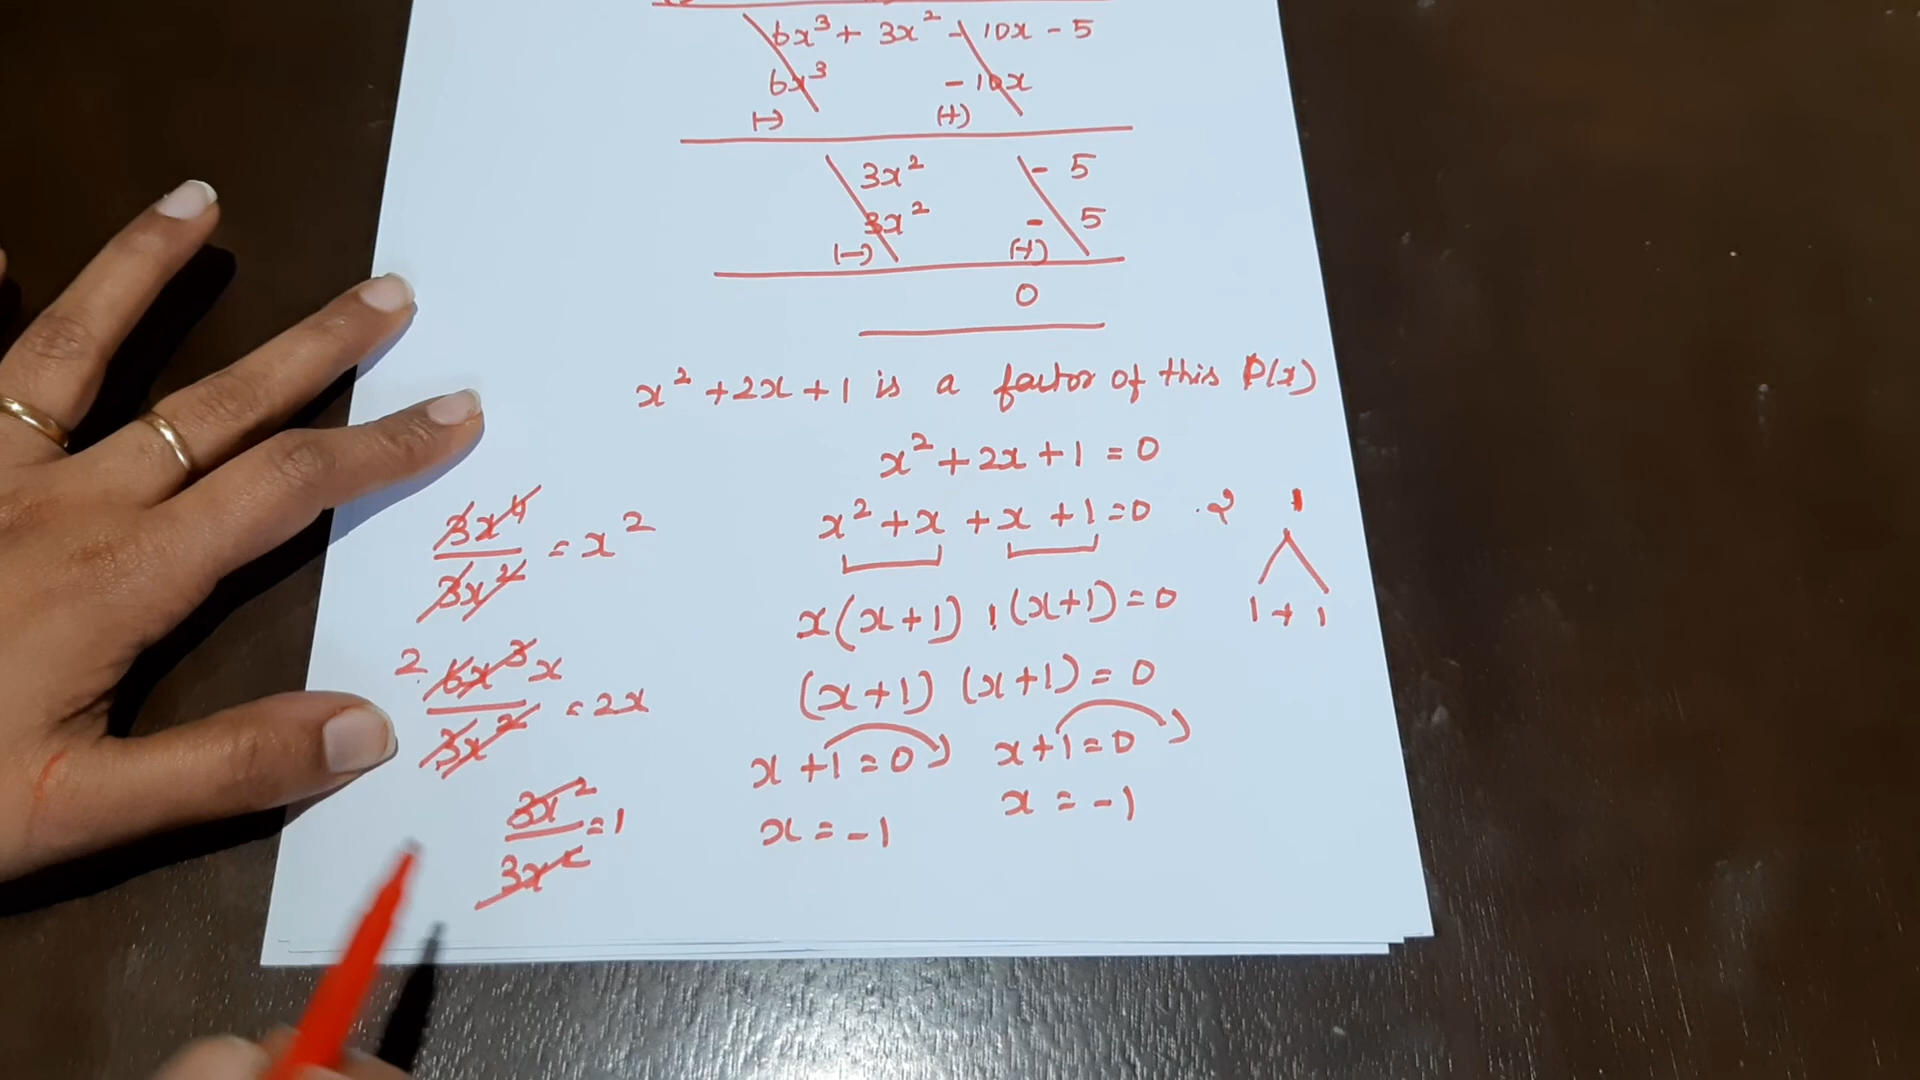 6x³ + 3x² - 10x - 5
6x³ - 10x
(-) (+)
3x² - 5
3x² - 5
(-) (+)
0
x² + 2x + 1 is a factor of this P(x)
x² + 2x + 1 = 0
x² + x + x + 1 = 0
x(x+1) 1(x+1) = 0
(x+1) (x+1) = 0
x + 1 = 0 x + 1 = 0
x = -1 x = -1
2 1
1 + 1
3x⁴
3x² = x²
2 6x³ x
3x² = 2x
3x²
3x² = 1